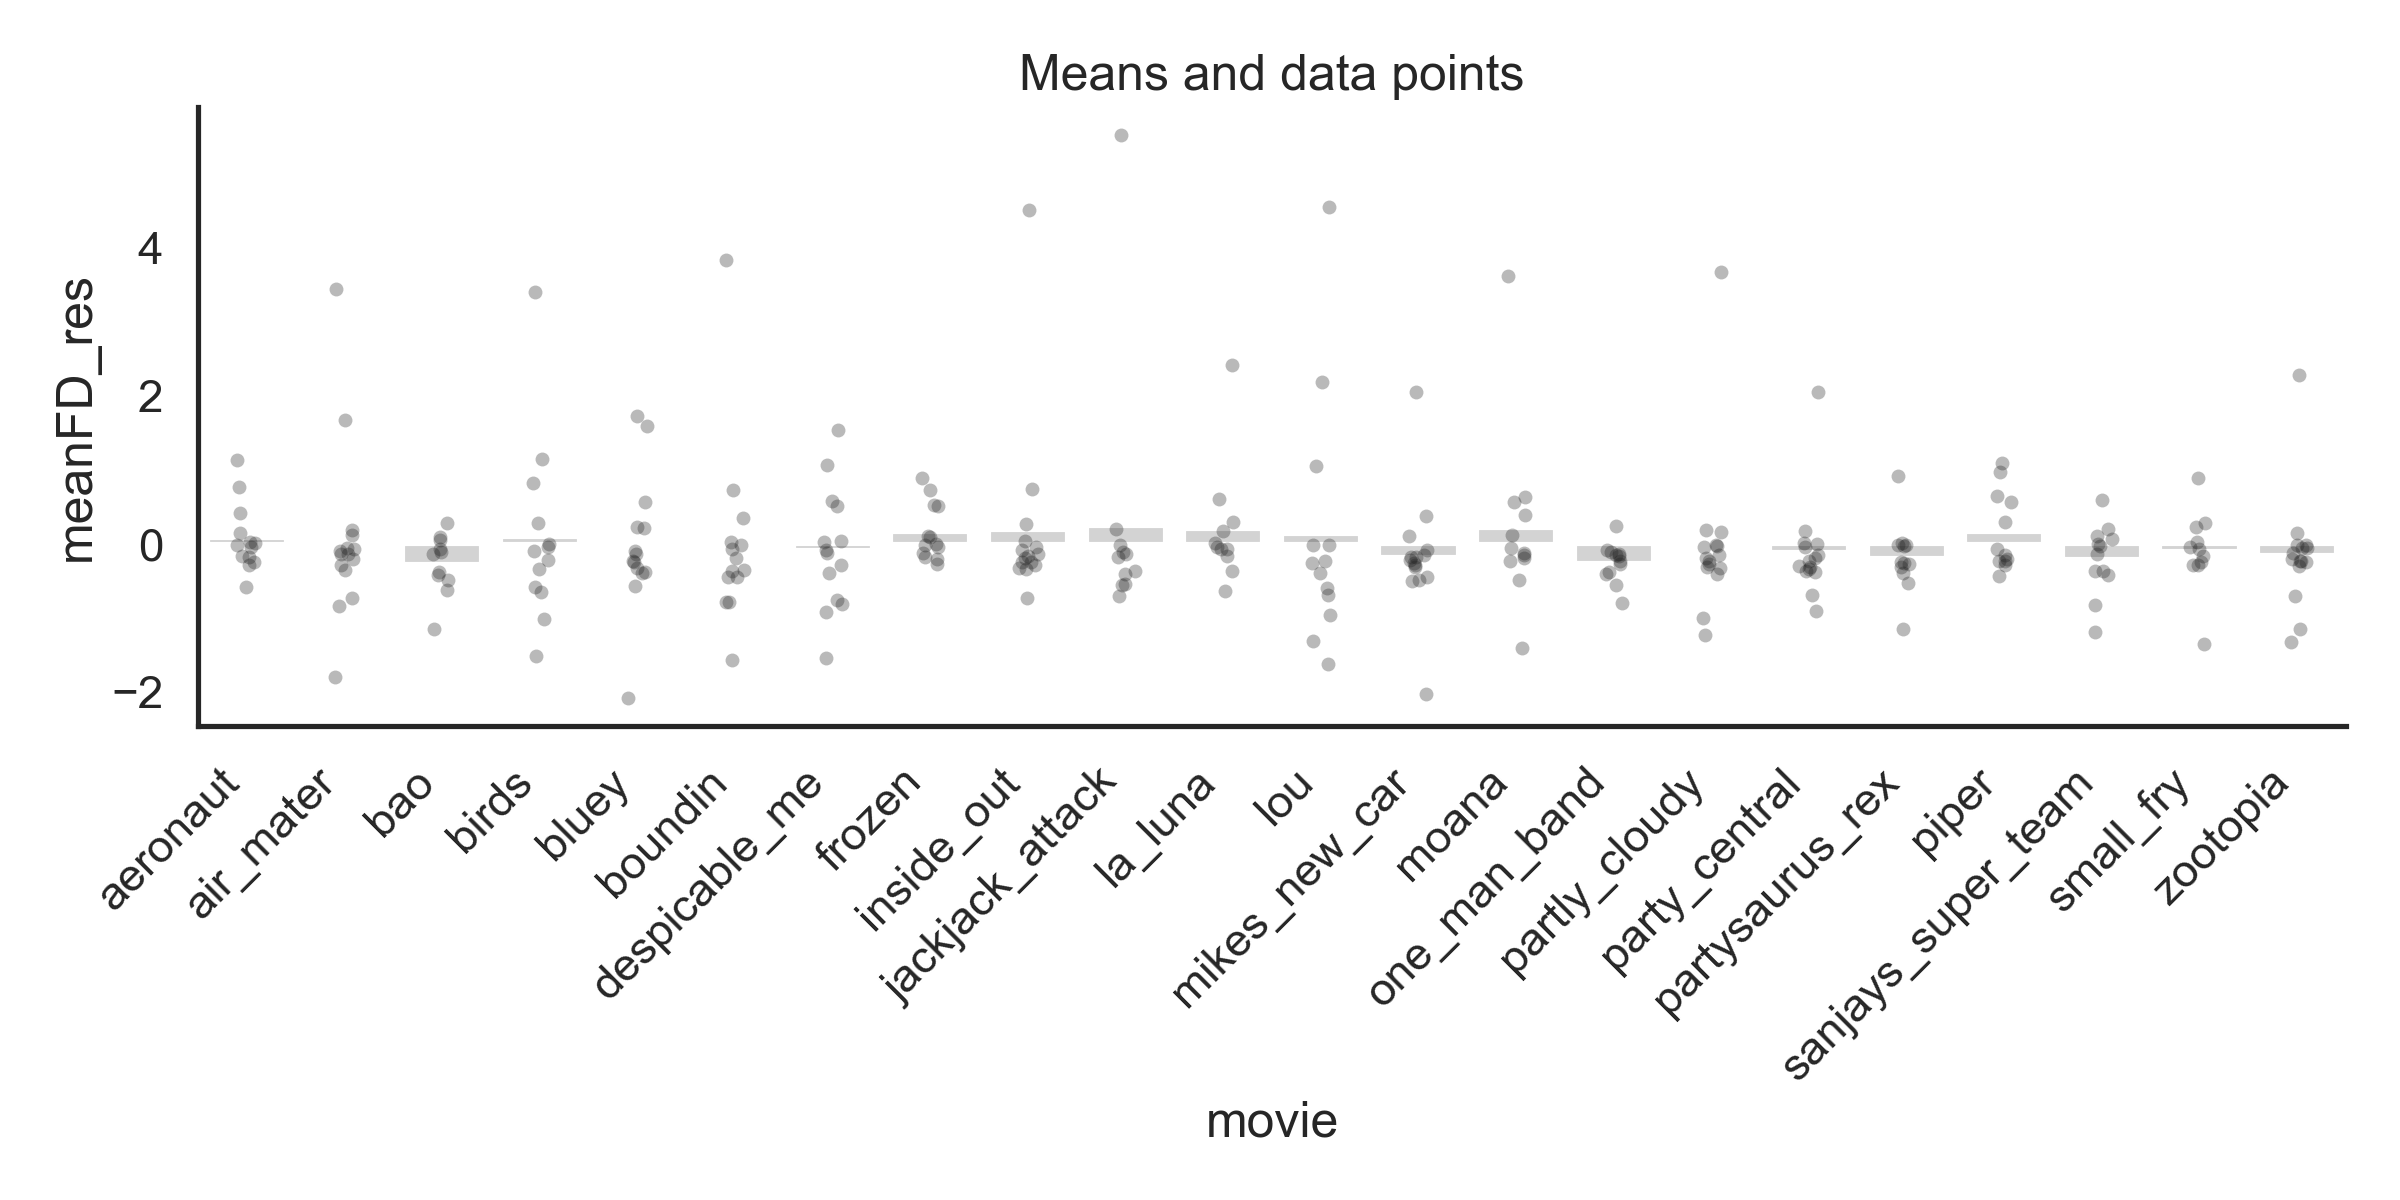 Means and data points
meanFD_res
4
2
0
−2
aeronaut
air_mater
bao
birds
bluey
boundin
despicable_me
frozen
inside_out
jackjack_attack
la_luna
lou
mikes_new_car
moana
one_man_band
partly_cloudy
party_central
partysaurus_rex
piper
sanjays_super_team
small_fry
zootopia
movie